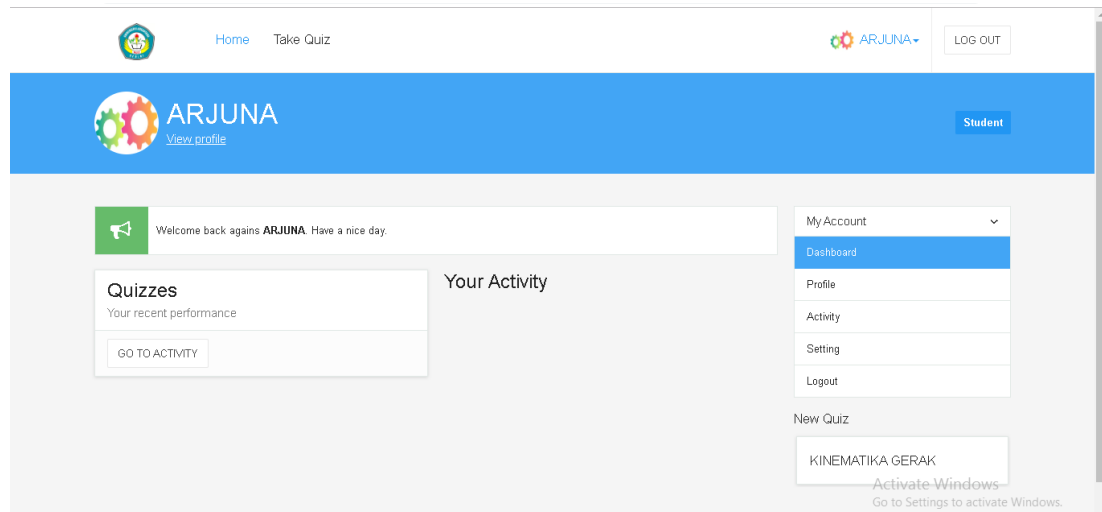 Home Take Quiz ARJUNA LOG OUT
ARJUNA
View profile
Student
Welcome back agains ARJUNA. Have a nice day.
Quizzes
Your recent performance
GO TO ACTIVITY
Your Activity
My Account
Dashboard
Profile
Activity
Setting
Logout
New Quiz
KINEMATIKA GERAK
Activate Windows
Go to Settings to activate Windows.